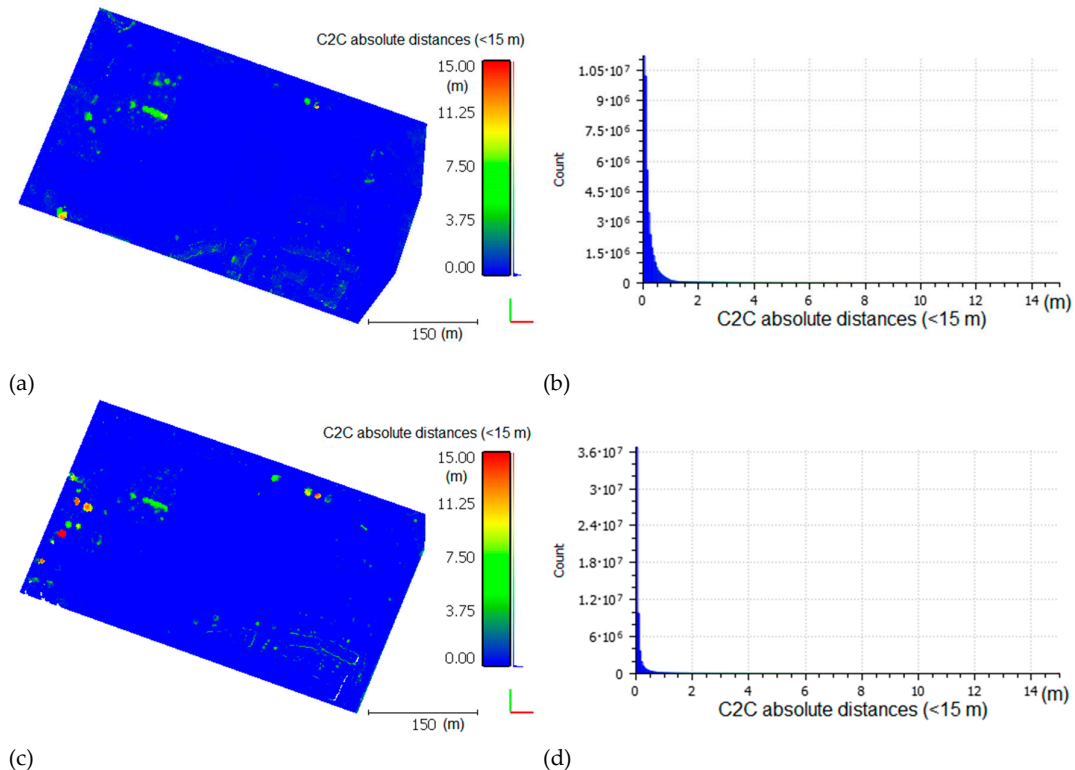 C2C absolute distances (<15 m)
15.00
(m)
11.25
7.50
3.75
0.00
150 (m)
(a)
1.05·10⁷
9·10⁶
7.5·10⁶
6·10⁶
4.5·10⁶
3·10⁶
1.5·10⁶
0
Count
0 2 4 6 8 10 12 14 (m)
C2C absolute distances (<15 m)
(b)
C2C absolute distances (<15 m)
15.00
(m)
11.25
7.50
3.75
0.00
150 (m)
(c)
3.6·10⁷
3·10⁷
2.4·10⁷
1.8·10⁷
1.2·10⁷
6·10⁶
0
Count
0 2 4 6 8 10 12 14 (m)
C2C absolute distances (<15 m)
(d)